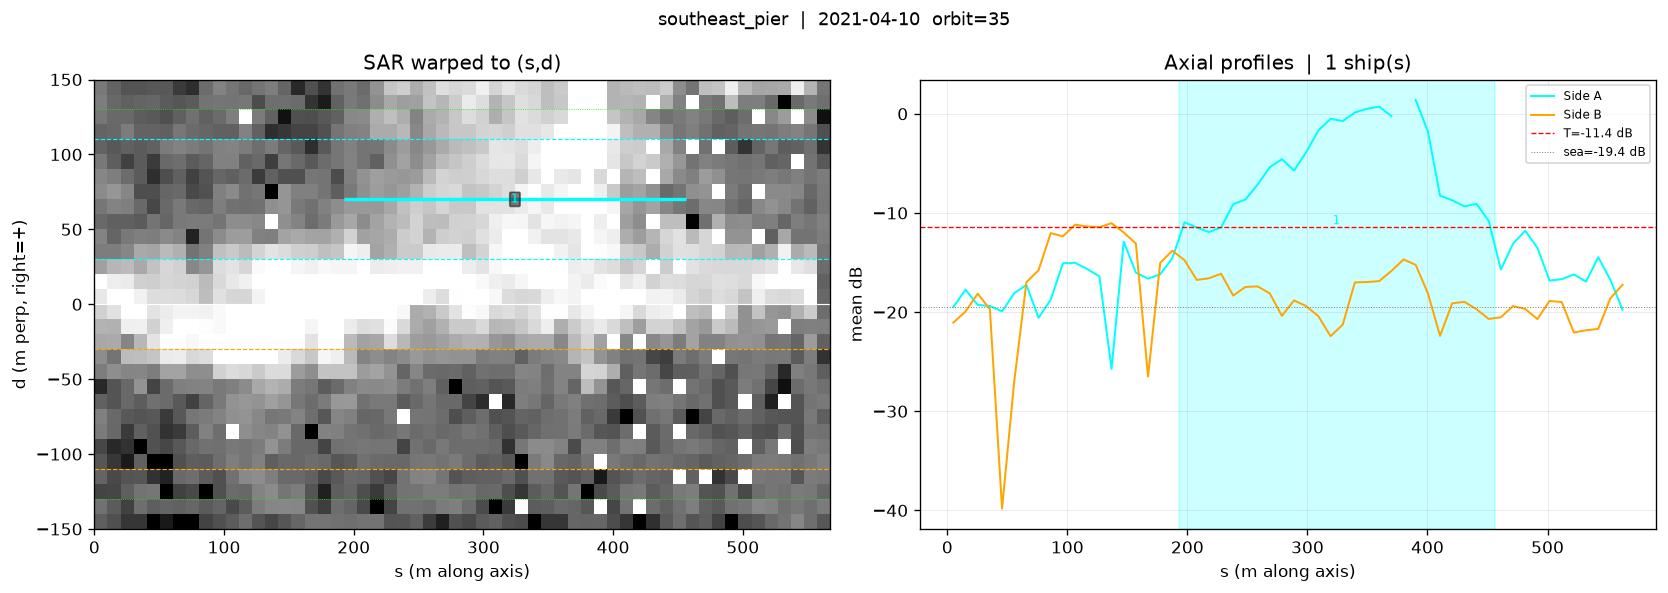 southeast_pier  |  2021-04-10  orbit=35
SAR warped to (s,d)
150
100
50
0
−50
−100
−150
d (m perp, right=+)
1
0
100
200
300
400
500
s (m along axis)
Axial profiles  |  1 ship(s)
0
−10
−20
−30
−40
mean dB
Side A
Side B
T=-11.4 dB
sea=-19.4 dB
1
0
100
200
300
400
500
s (m along axis)